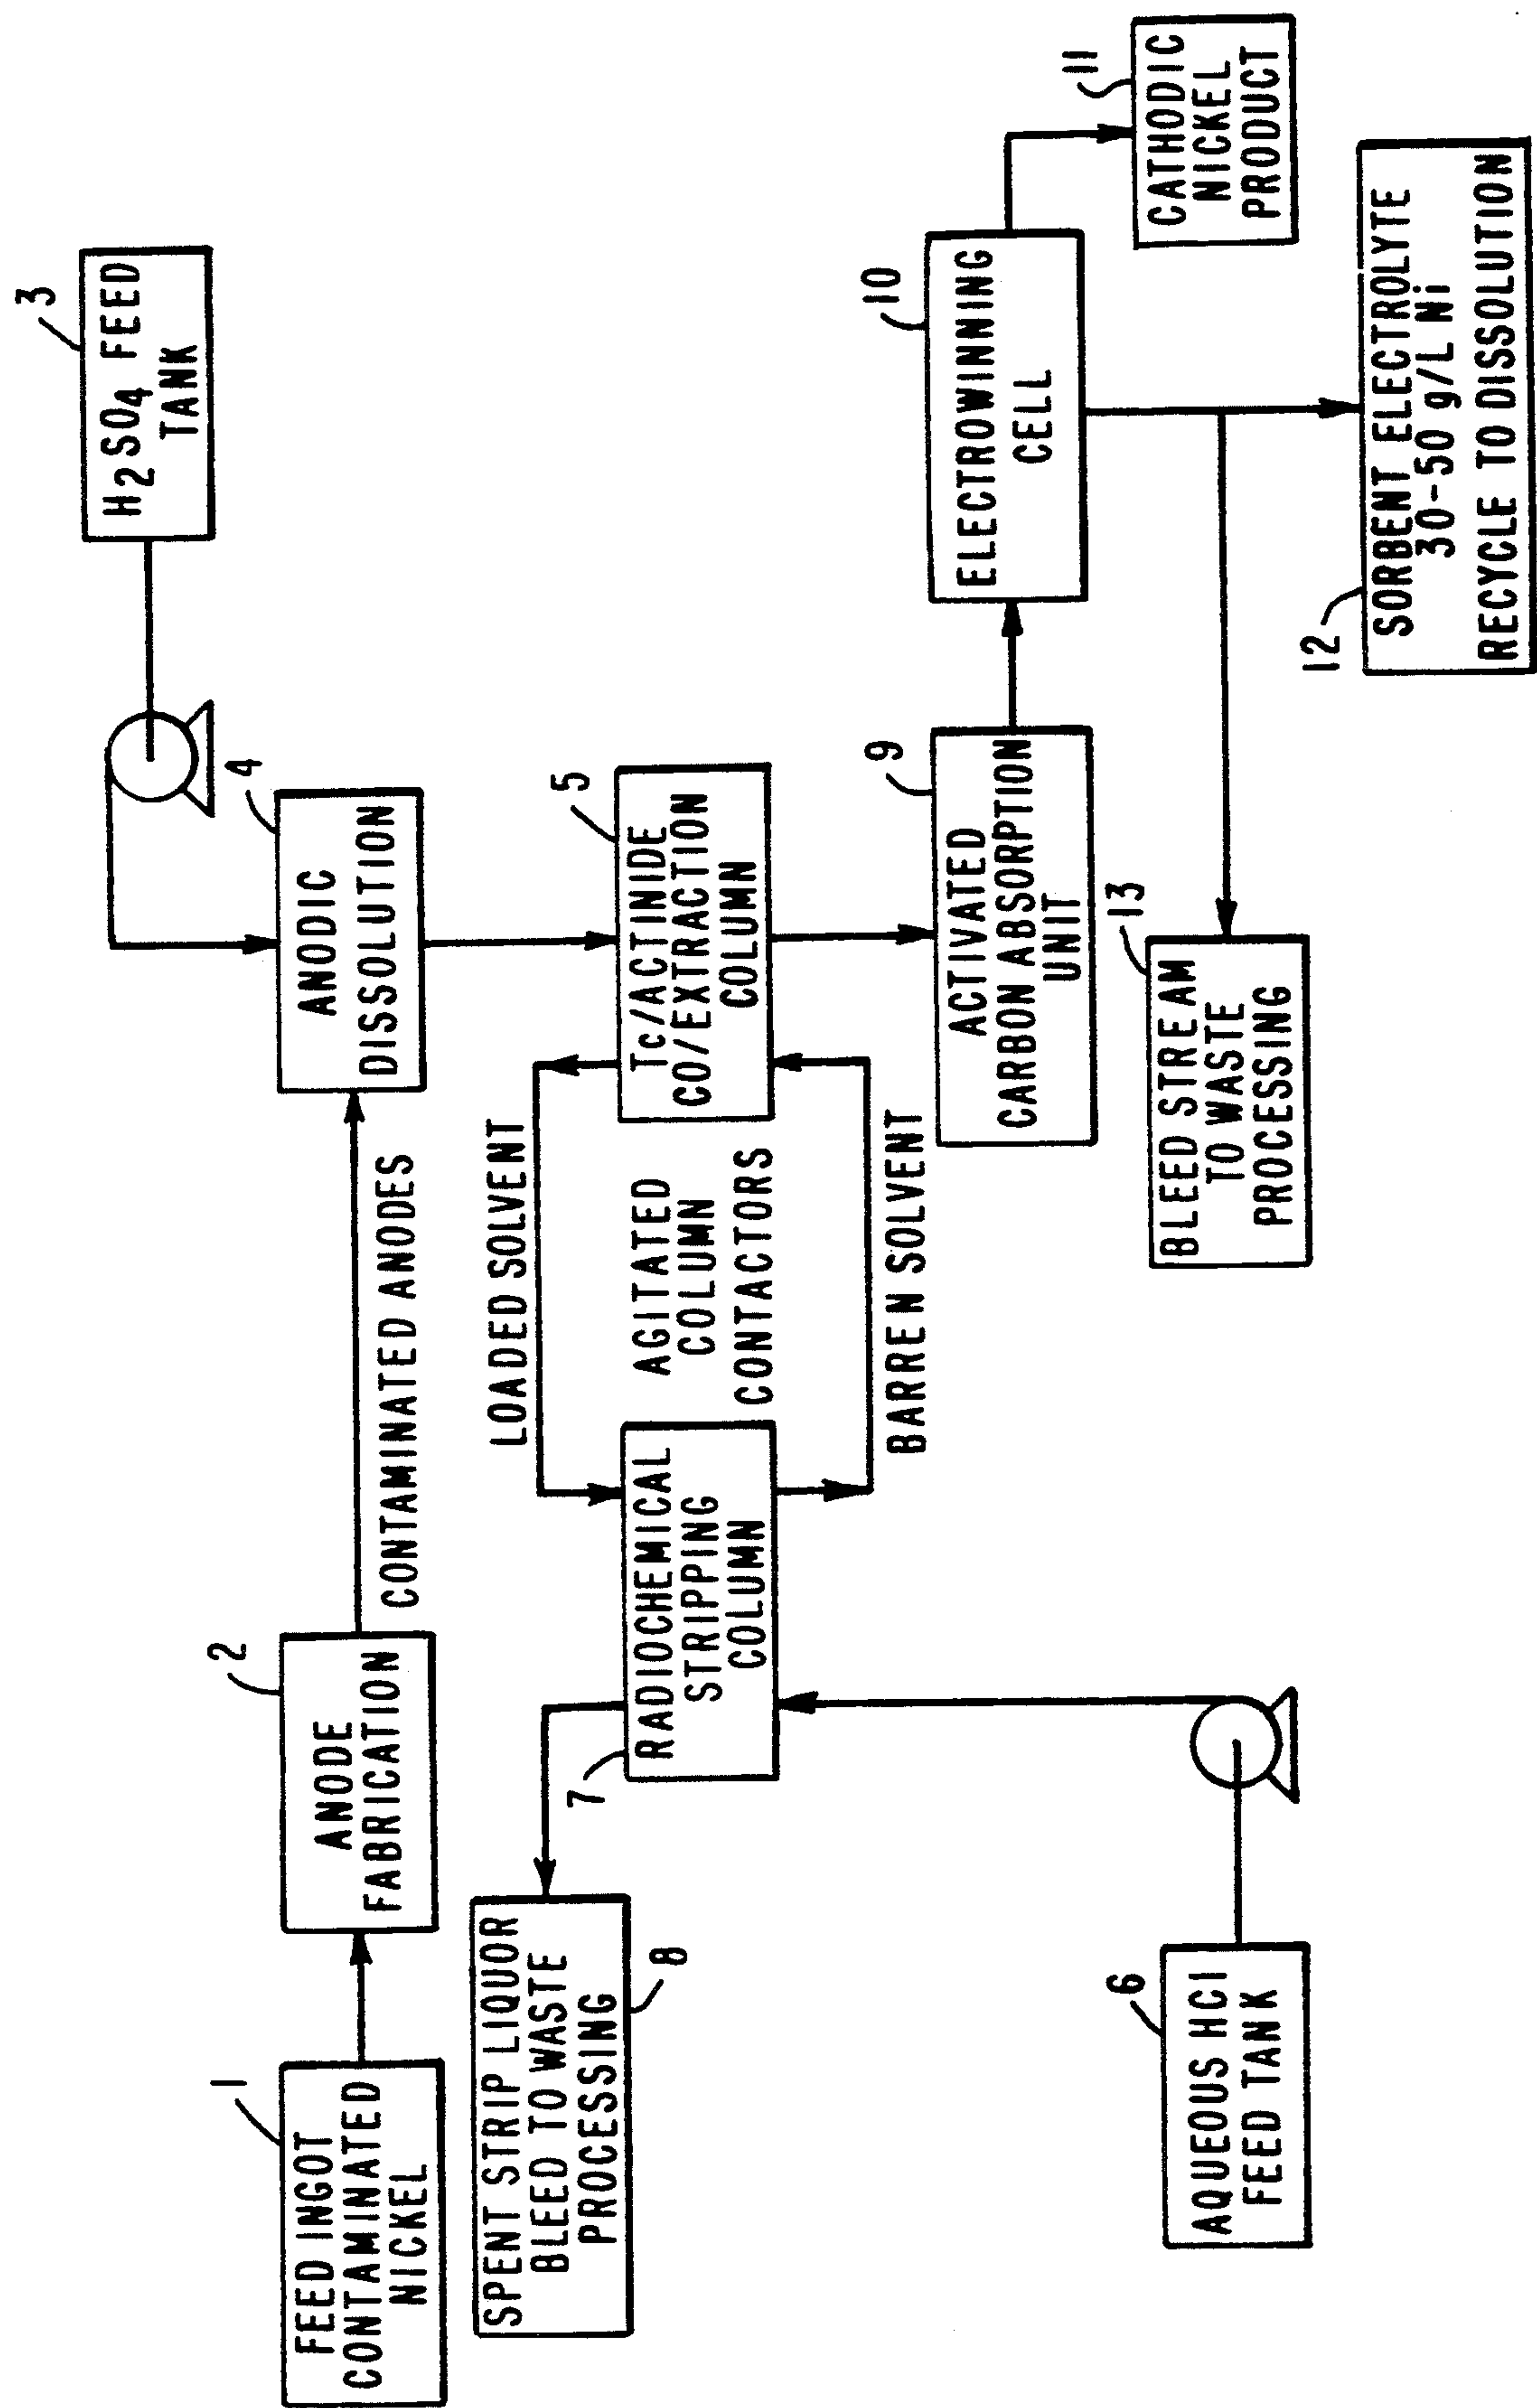 1
FEED INGOT
CONTAMINATED
NICKEL
2
ANODE
FABRICATION
CONTAMINATED ANODES
3
H2SO4 FEED
TANK
4
ANODIC
DISSOLUTION
LOADED SOLVENT
5
Tc/ACTINIDE
CO/EXTRACTION
COLUMN
AGITATED
COLUMN
CONTACTORS
BARREN SOLVENT
7
RADIOCHEMICAL
STRIPPING
COLUMN
SPENT STRIP LIQUOR
BLEED TO WASTE
PROCESSING
8
6
AQUEOUS HCl
FEED TANK
9
ACTIVATED
CARBON ABSORPTION
UNIT
10
ELECTROWINNING
CELL
11
CATHODIC
NICKEL
PRODUCT
12
SORBENT ELECTROLYTE
30-50 g/L Ni
RECYCLE TO DISSOLUTION
13
BLEED STREAM
TO WASTE
PROCESSING